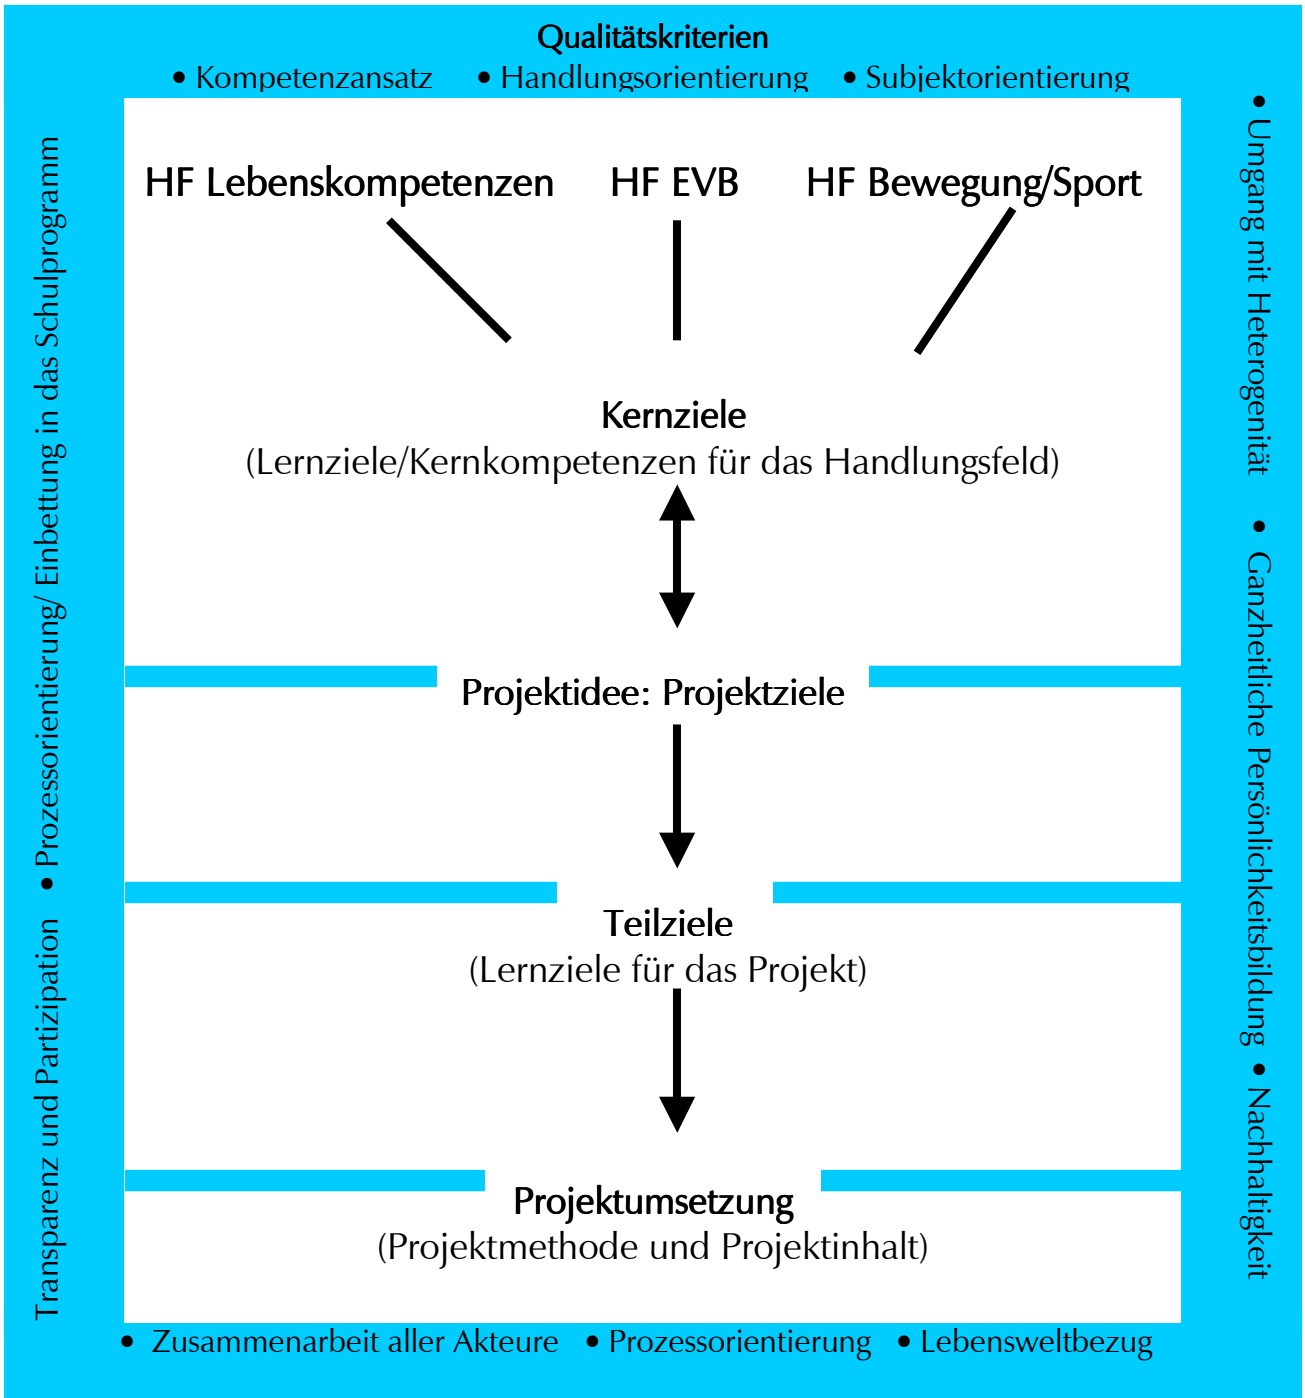 Qualitätskriterien
• Kompetenzansatz • Handlungsorientierung • Subjektorientierung
HF Lebenskompetenzen HF EVB HF Bewegung/Sport
Kernziele
(Lernziele/Kernkompetenzen für das Handlungsfeld)
Projektidee: Projektziele
Teilziele
(Lernziele für das Projekt)
Projektumsetzung
(Projektmethode und Projektinhalt)
Transparenz und Partizipation • Prozessorientierung/ Einbettung in das Schulprogramm
• Umgang mit Heterogenität • Ganzheitliche Persönlichkeitsbildung • Nachhaltigkeit
• Zusammenarbeit aller Akteure • Prozessorientierung • Lebensweltbezug